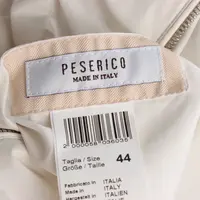 PESERICO
MADE IN ITALY
2 000058 036035
Taglia / Size
Größe / Taille
44
Fabbricato in ITALIA
Made in ITALY
ITALIEN